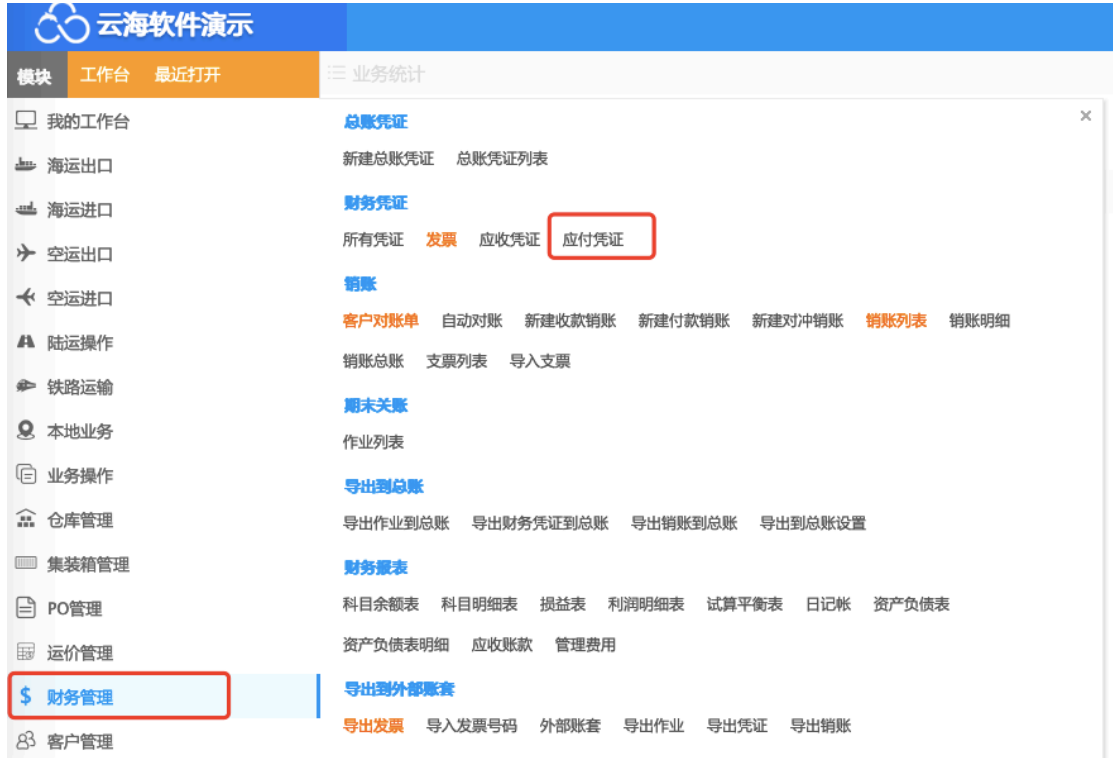 云海软件演示
模块 工作台 最近打开 业务统计
我的工作台
海运出口
海运进口
空运出口
空运进口
陆运操作
铁路运输
本地业务
业务操作
仓库管理
集装箱管理
PO管理
运价管理
$ 财务管理
客户管理
×
总账凭证
新建总账凭证 总账凭证列表
财务凭证
所有凭证 发票 应收凭证 应付凭证
销账
客户对账单 自动对账 新建收款销账 新建付款销账 新建对冲销账 销账列表 销账明细
销账总账 支票列表 导入支票
期末关账
作业列表
导出到总账
导出作业到总账 导出财务凭证到总账 导出销账到总账 导出到总账设置
财务报表
科目余额表 科目明细表 损益表 利润明细表 试算平衡表 日记帐 资产负债表
资产负债表明细 应收账款 管理费用
导出到外部账套
导出发票 导入发票号码 外部账套 导出作业 导出凭证 导出销账